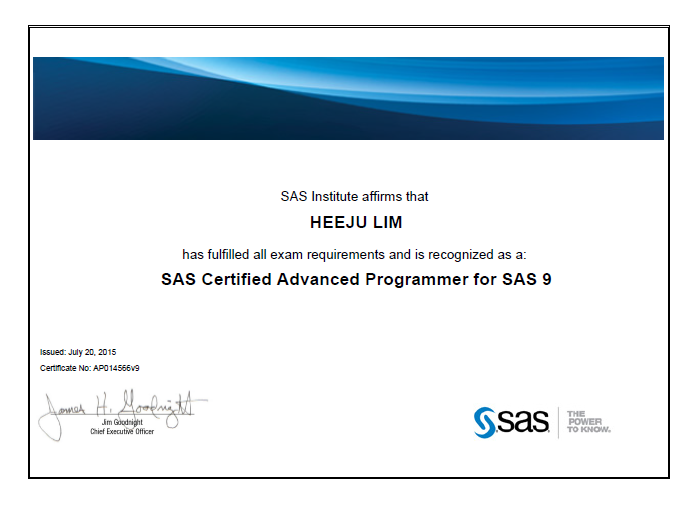 SAS Institute affirms that
HEEJU LIM
has fulfilled all exam requirements and is recognized as a:
SAS Certified Advanced Programmer for SAS 9
Issued: July 20, 2015
Certificate No: AP014566v9
James H. Goodnight
Jim Goodnight
Chief Executive Officer
sas
THE
POWER
TO KNOW.